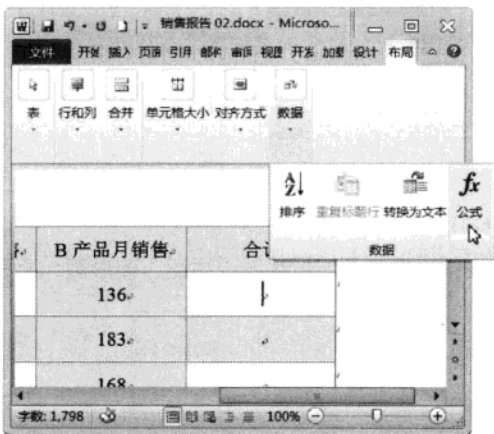 W 销售报告 02.docx - Microso...
文件 开始 插入 页面 引用 邮件 审阅 视图 开发 加载 设计 布局
表 行和列 合并 单元格大小 对齐方式 数据
排序 重复标题行 转换为文本 fx 公式
数据
B 产品月销售 合计
136
183
168
字数: 1,798 100%